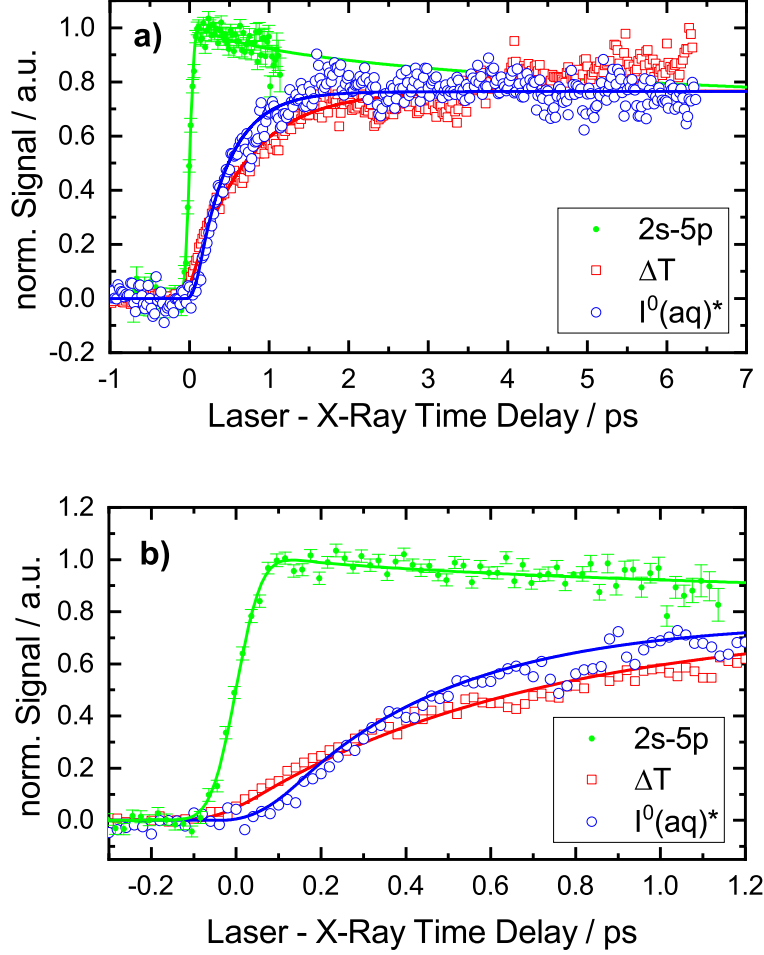 1.0
0.8
0.6
0.4
0.2
0.0
-0.2
norm. Signal / a.u.
a)
2s-5p
ΔT
I⁰(aq)*
-1 0 1 2 3 4 5 6 7
Laser - X-Ray Time Delay / ps
1.2
1.0
0.8
0.6
0.4
0.2
0.0
norm. Signal / a.u.
b)
2s-5p
ΔT
I⁰(aq)*
-0.2 0.0 0.2 0.4 0.6 0.8 1.0 1.2
Laser - X-Ray Time Delay / ps